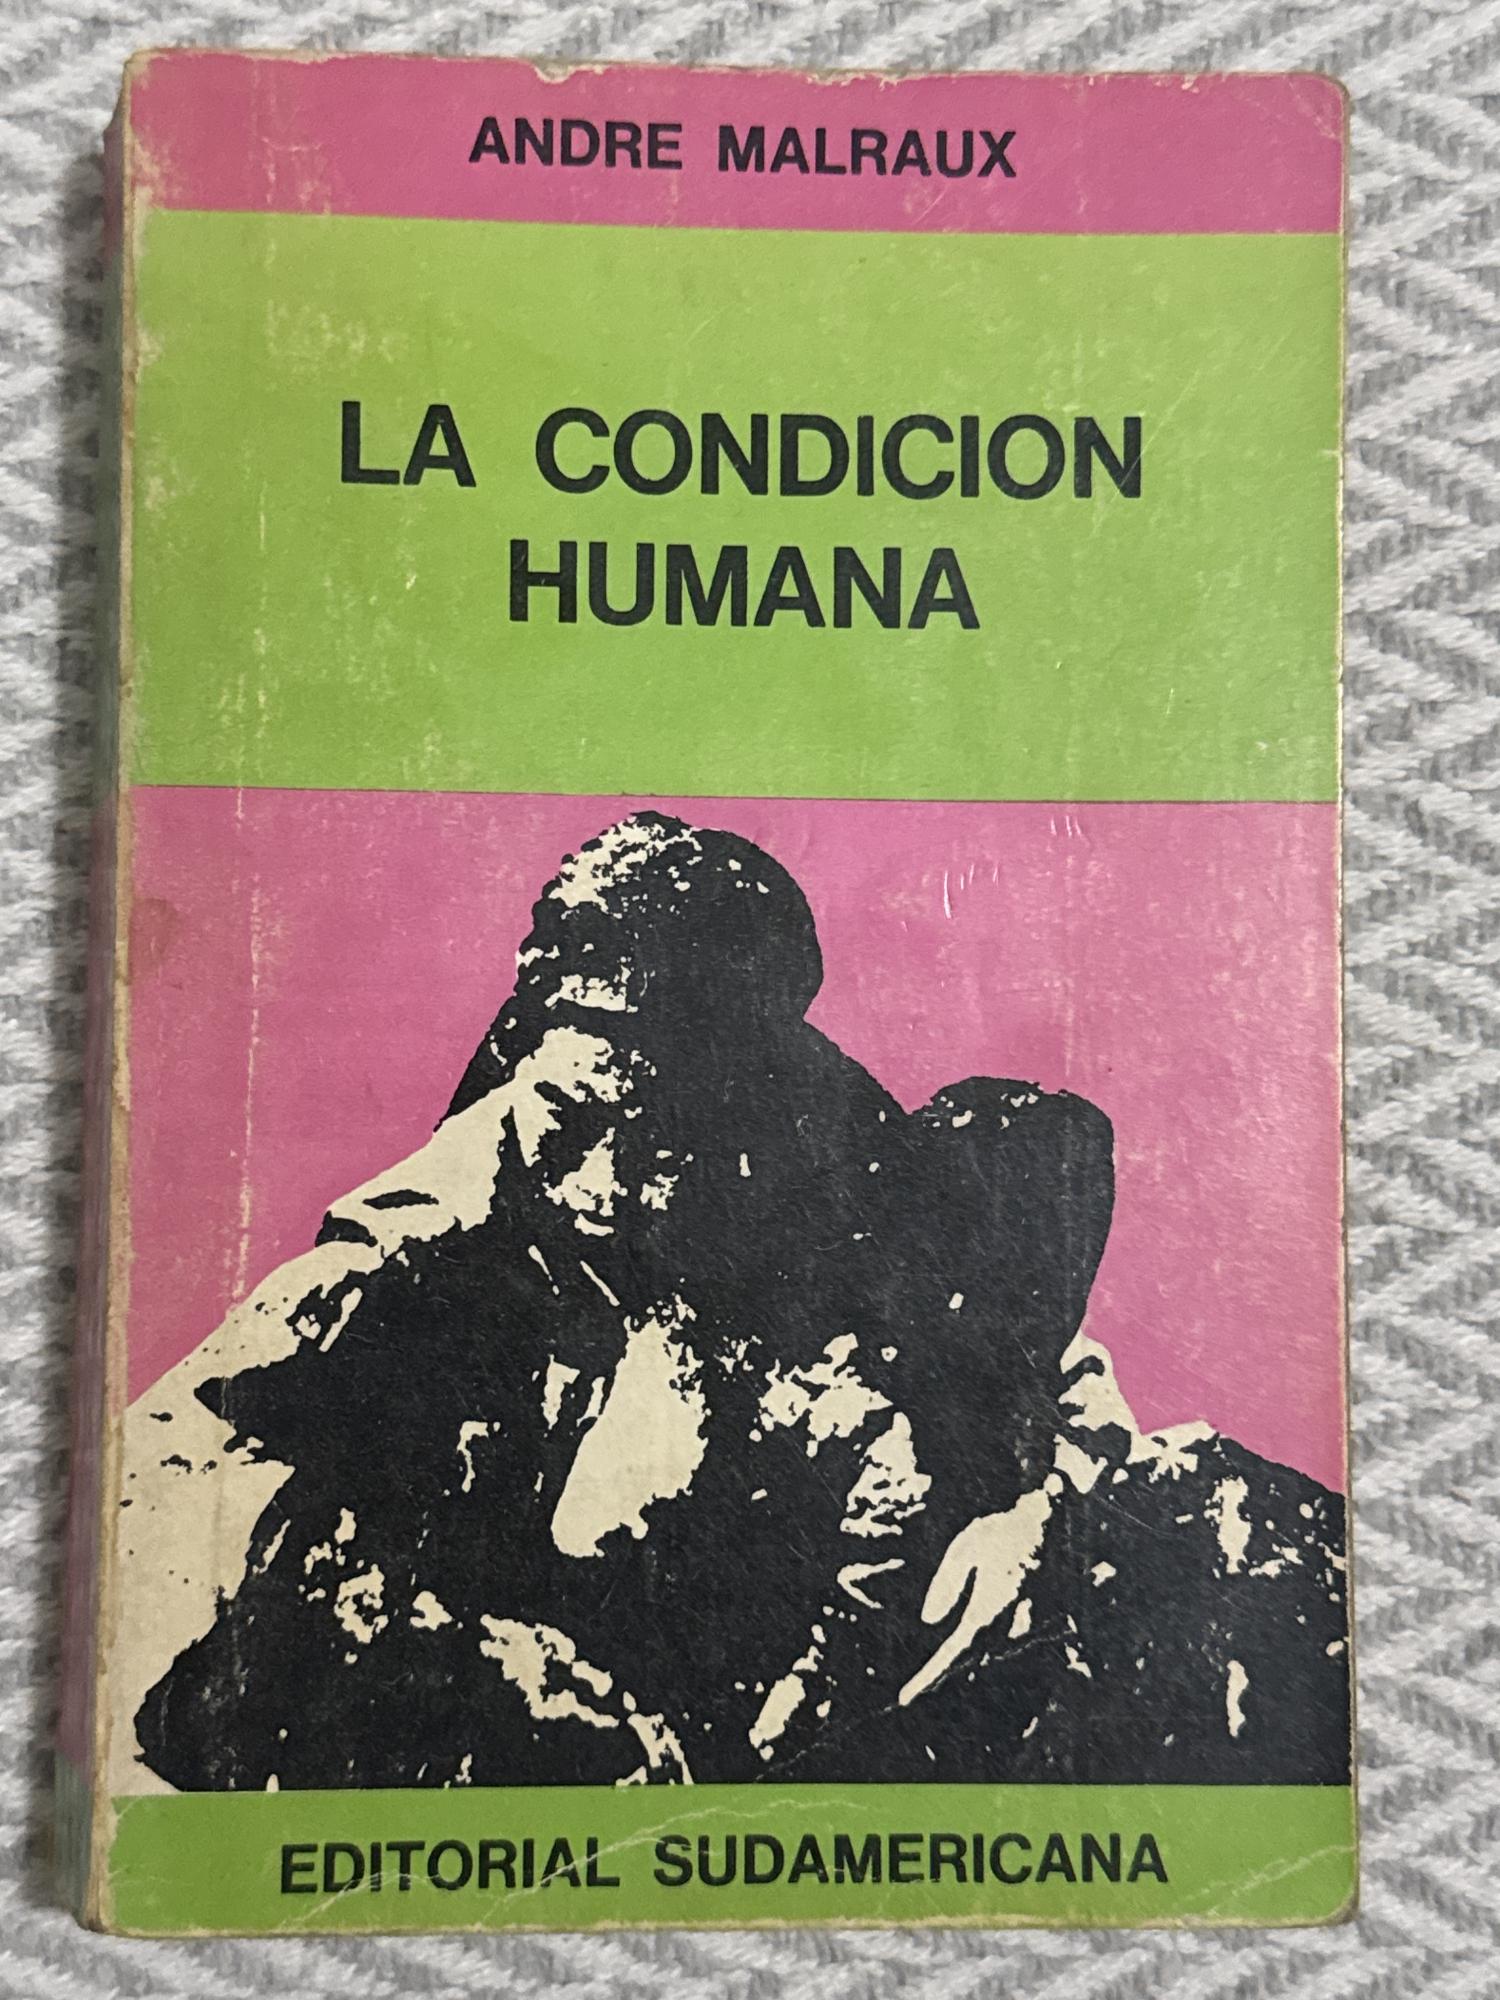 ANDRE MALRAUX
LA CONDICION
HUMANA
EDITORIAL SUDAMERICANA